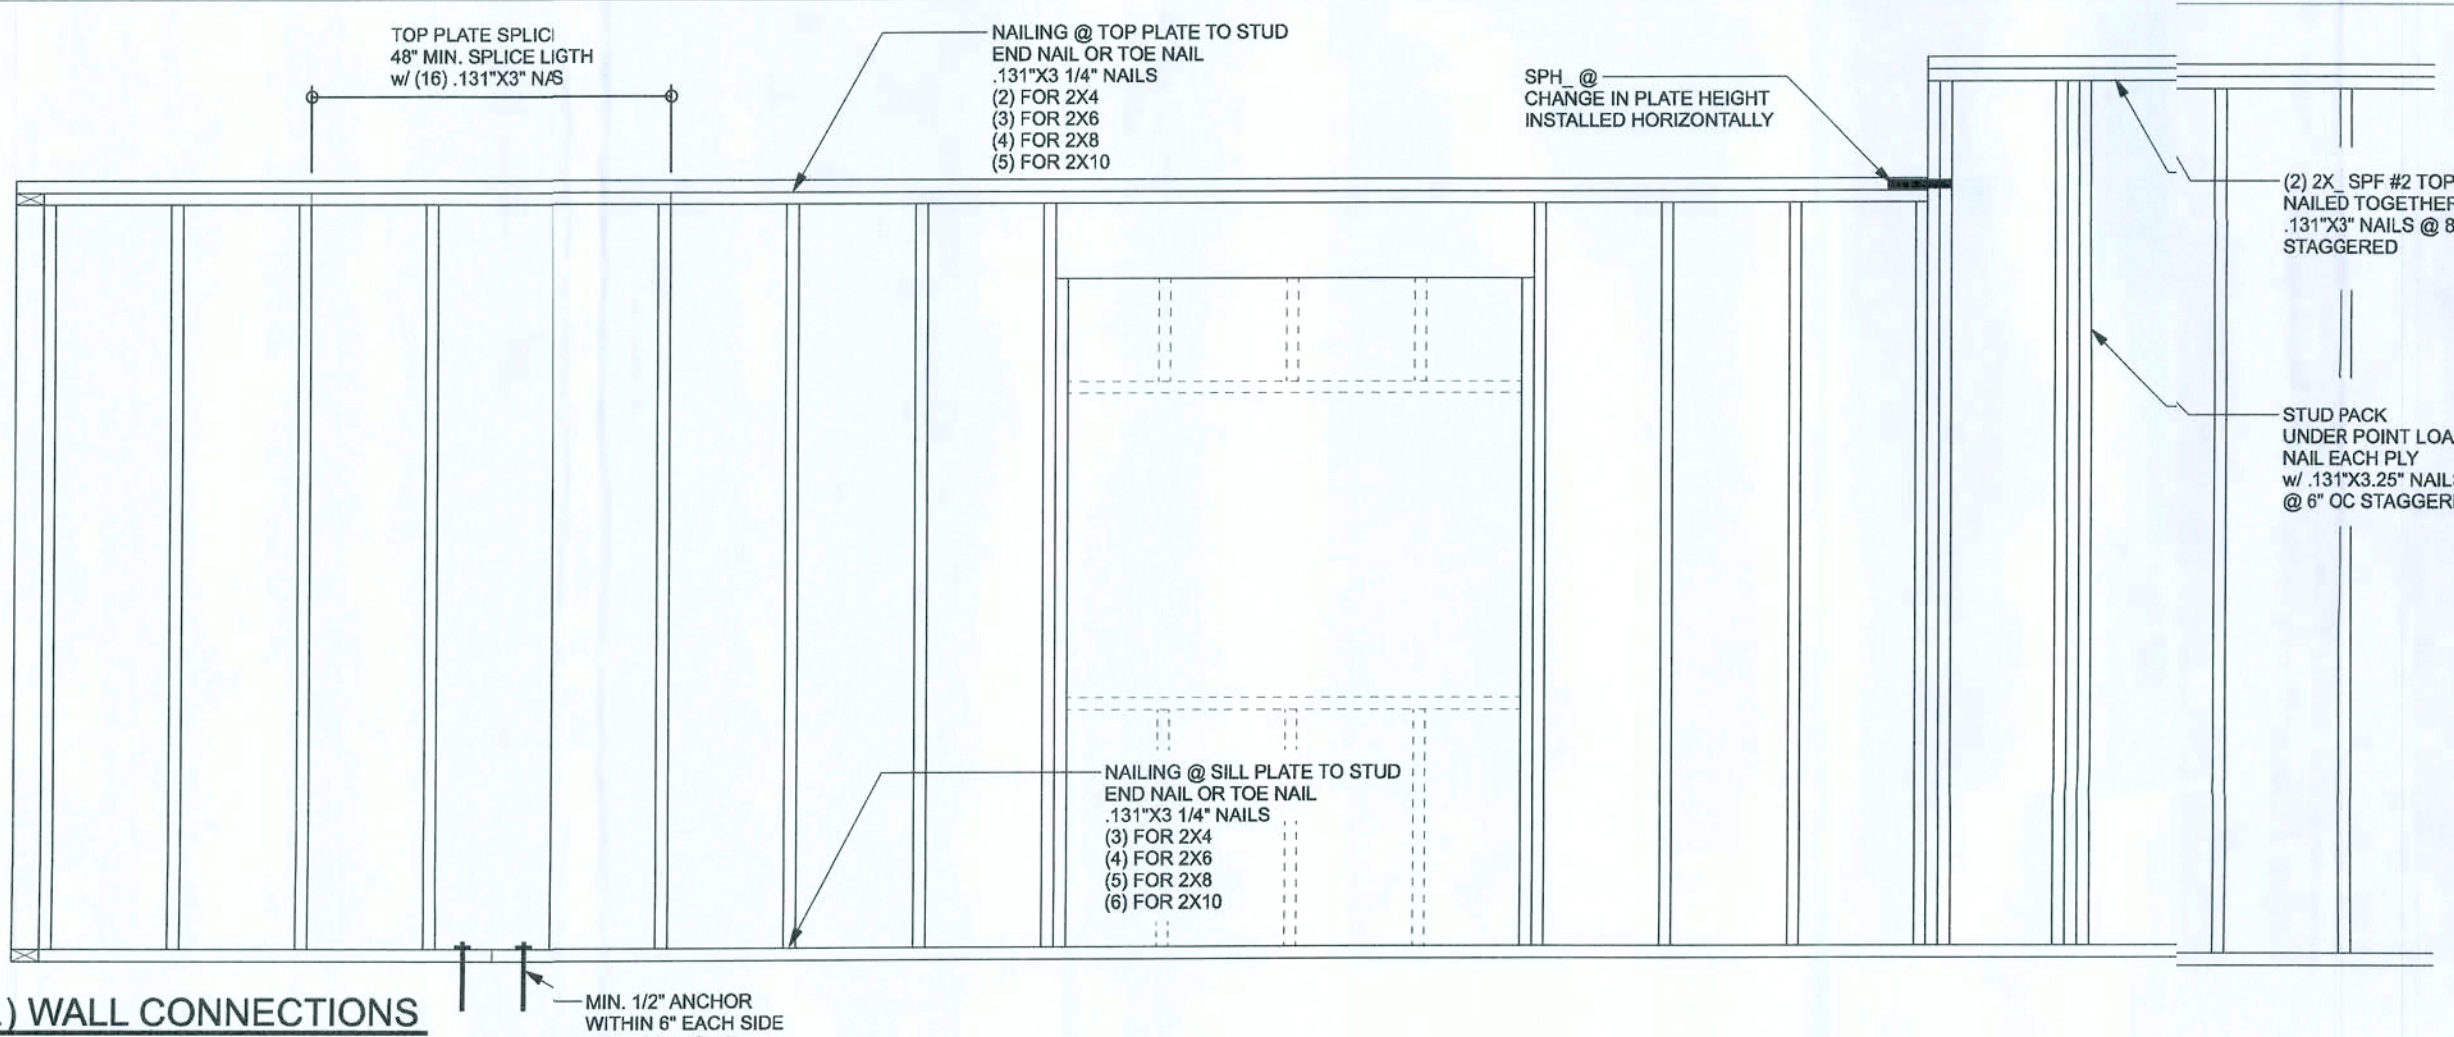 TOP PLATE SPLICI
48" MIN. SPLICE LIGTH
w/ (16) .131"X3" NAS
NAILING @ TOP PLATE TO STUD
END NAIL OR TOE NAIL
.131"X3 1/4" NAILS
(2) FOR 2X4
(3) FOR 2X6
(4) FOR 2X8
(5) FOR 2X10
SPH_ @
CHANGE IN PLATE HEIGHT
INSTALLED HORIZONTALLY
(2) 2X_ SPF #2 TOP
NAILED TOGETHER
.131"X3" NAILS @ 8
STAGGERED
STUD PACK
UNDER POINT LOA
NAIL EACH PLY
w/ .131"X3.25" NAILS
@ 6" OC STAGGER
NAILING @ SILL PLATE TO STUD
END NAIL OR TOE NAIL
.131"X3 1/4" NAILS
(3) FOR 2X4
(4) FOR 2X6
(5) FOR 2X8
(6) FOR 2X10
MIN. 1/2" ANCHOR
WITHIN 6" EACH SIDE
) WALL CONNECTIONS